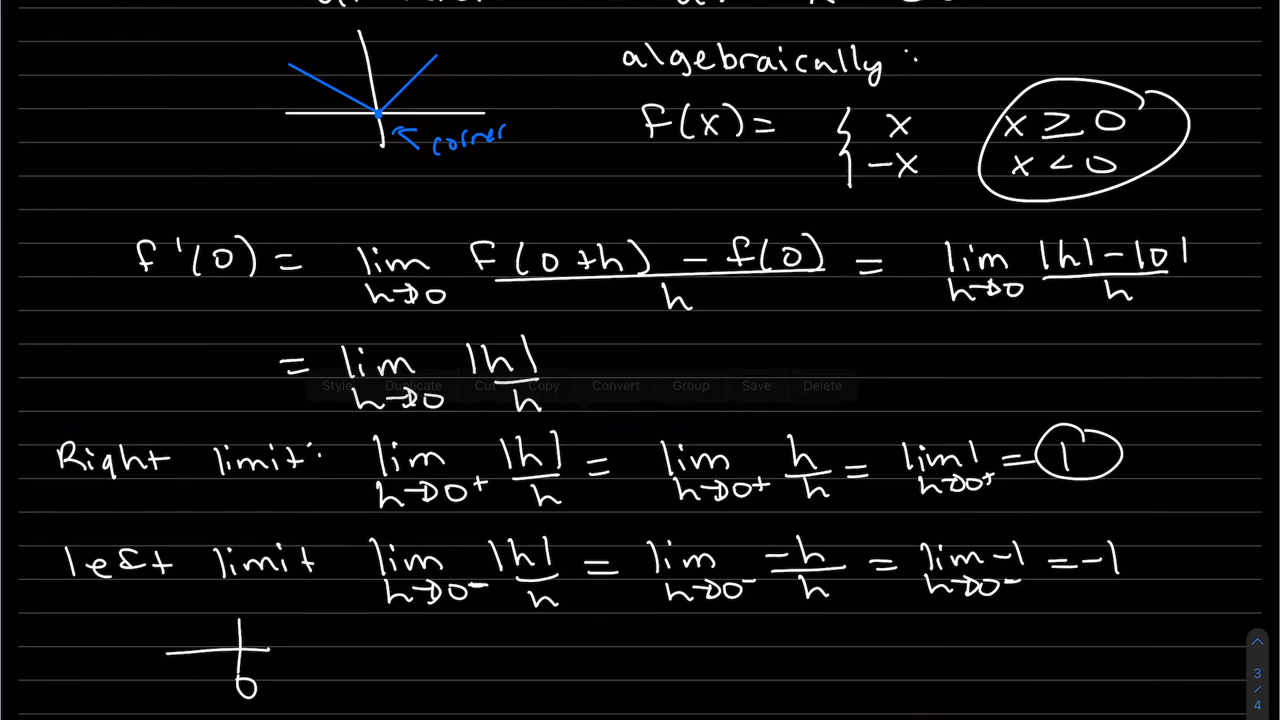 algebraically :
f(x) = { x x ≥ 0
-x x < 0
corner
f'(0) = lim h→0 f(0+h) - f(0) / h = lim h→0 |h| - |0| / h
= lim h→0 |h| / h
Style Duplicate Cut Copy Convert Group Save Delete
Right limit: lim h→0+ |h| / h = lim h→0+ h / h = lim h→0+ 1 = 1
left limit lim h→0- |h| / h = lim h→0- -h / h = lim h→0- -1 = -1
0
3 / 4